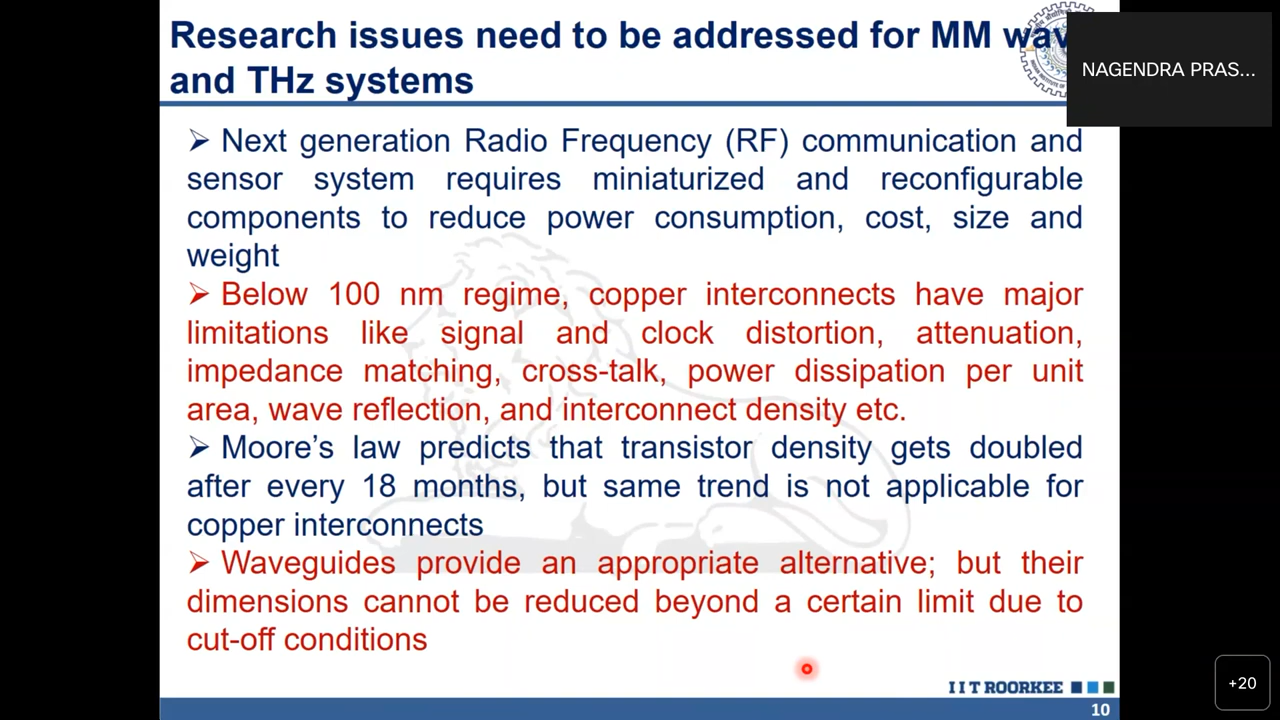 Research issues need to be addressed for MM wav
and THz systems
NAGENDRA PRAS...
➢ Next generation Radio Frequency (RF) communication and
sensor system requires miniaturized and reconfigurable
components to reduce power consumption, cost, size and
weight
➢ Below 100 nm regime, copper interconnects have major
limitations like signal and clock distortion, attenuation,
impedance matching, cross-talk, power dissipation per unit
area, wave reflection, and interconnect density etc.
➢ Moore's law predicts that transistor density gets doubled
after every 18 months, but same trend is not applicable for
copper interconnects
➢ Waveguides provide an appropriate alternative; but their
dimensions cannot be reduced beyond a certain limit due to
cut-off conditions
I I T ROORKEE
10
+20